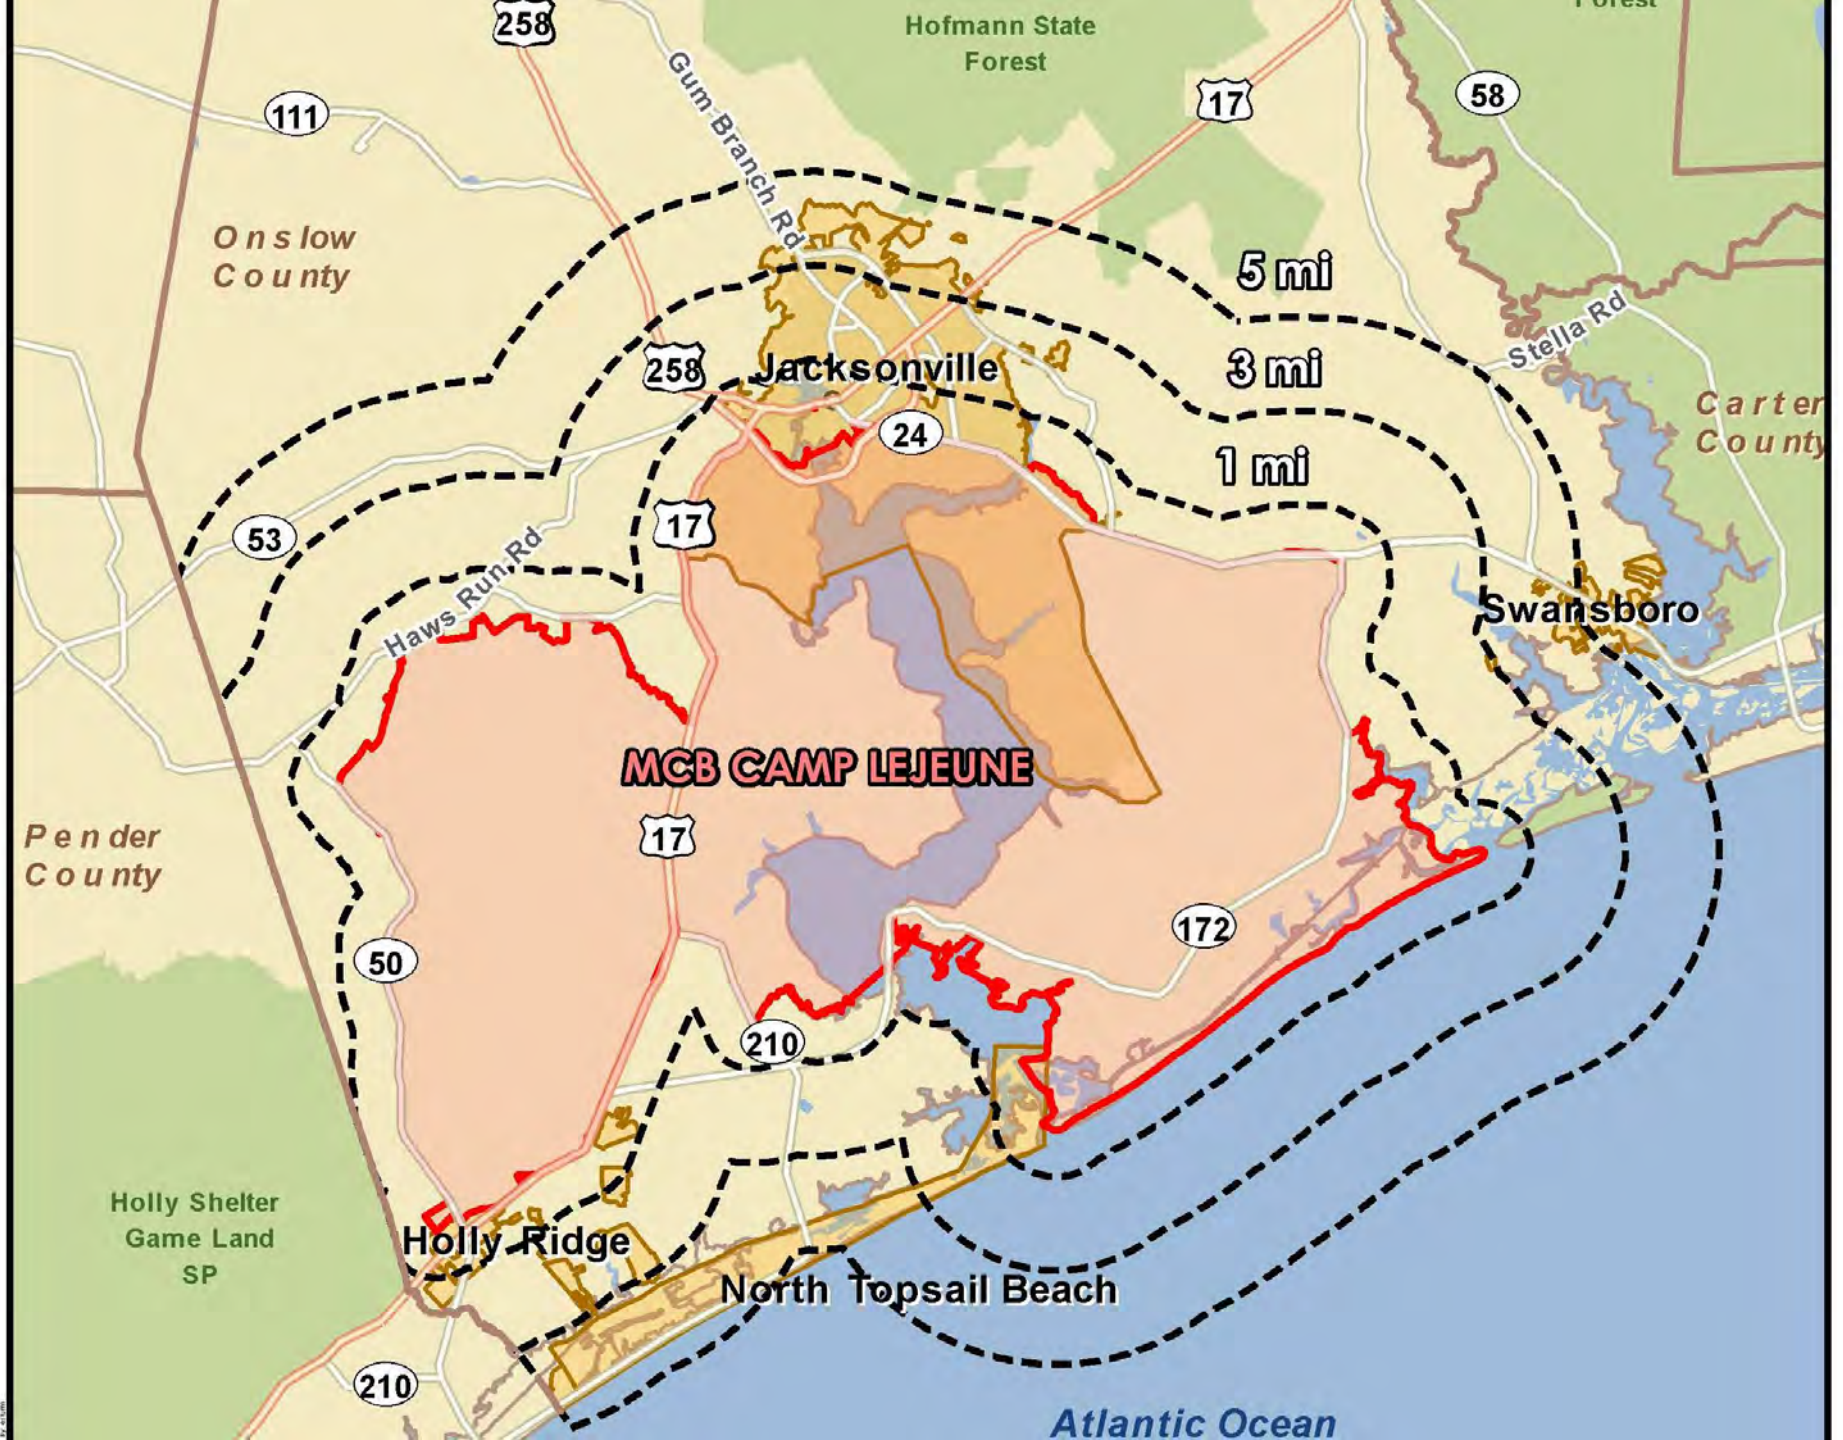 258
Hofmann State
Forest
Forest
111
Gum Branch Rd
17
58
Onslow
County
5 mi
Stella Rd
258
Jacksonville
3 mi
Carter
County
24
1 mi
53
17
Haws Run Rd
Swansboro
MCB CAMP LEJEUNE
17
Pender
County
50
172
210
Holly Shelter
Game Land
SP
Holly Ridge
North Topsail Beach
210
Atlantic Ocean